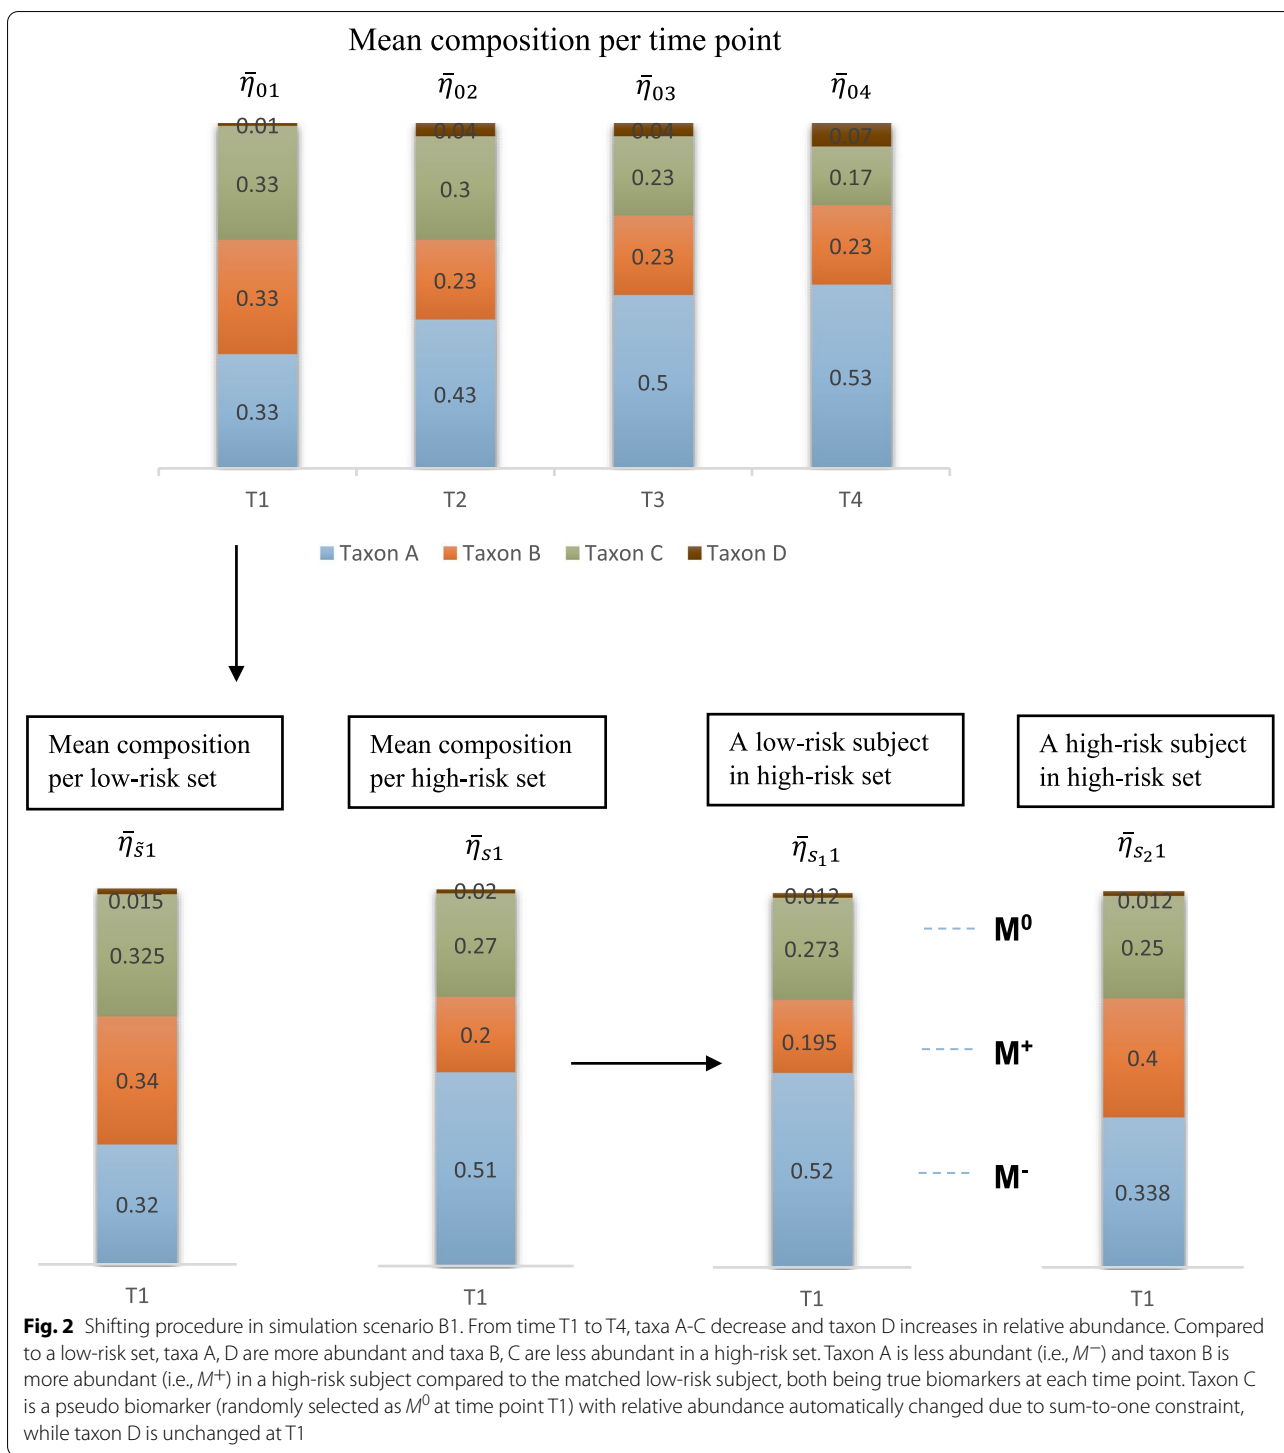 Mean composition per time point
η̄₀₁ η̄₀₂ η̄₀₃ η̄₀₄
0.01 0.04 0.04 0.07
0.33 0.3 0.23 0.17
0.33 0.23 0.23 0.23
0.33 0.43 0.5 0.53
T1 T2 T3 T4
Taxon A Taxon B Taxon C Taxon D
Mean composition
per low-risk set
Mean composition
per high-risk set
A low-risk subject
in high-risk set
A high-risk subject
in high-risk set
η̄s̃1 η̄s1 η̄s₁1 η̄s₂1
0.015 0.02 0.012 0.012
0.325 0.27 0.273 0.25
0.34 0.2 0.195 0.4
0.32 0.51 0.52 0.338
M⁰
M⁺
M⁻
T1 T1 T1 T1
Fig. 2 Shifting procedure in simulation scenario B1. From time T1 to T4, taxa A-C decrease and taxon D increases in relative abundance. Compared
to a low-risk set, taxa A, D are more abundant and taxa B, C are less abundant in a high-risk set. Taxon A is less abundant (i.e., M⁻) and taxon B is
more abundant (i.e., M⁺) in a high-risk subject compared to the matched low-risk subject, both being true biomarkers at each time point. Taxon C
is a pseudo biomarker (randomly selected as M⁰ at time point T1) with relative abundance automatically changed due to sum-to-one constraint,
while taxon D is unchanged at T1